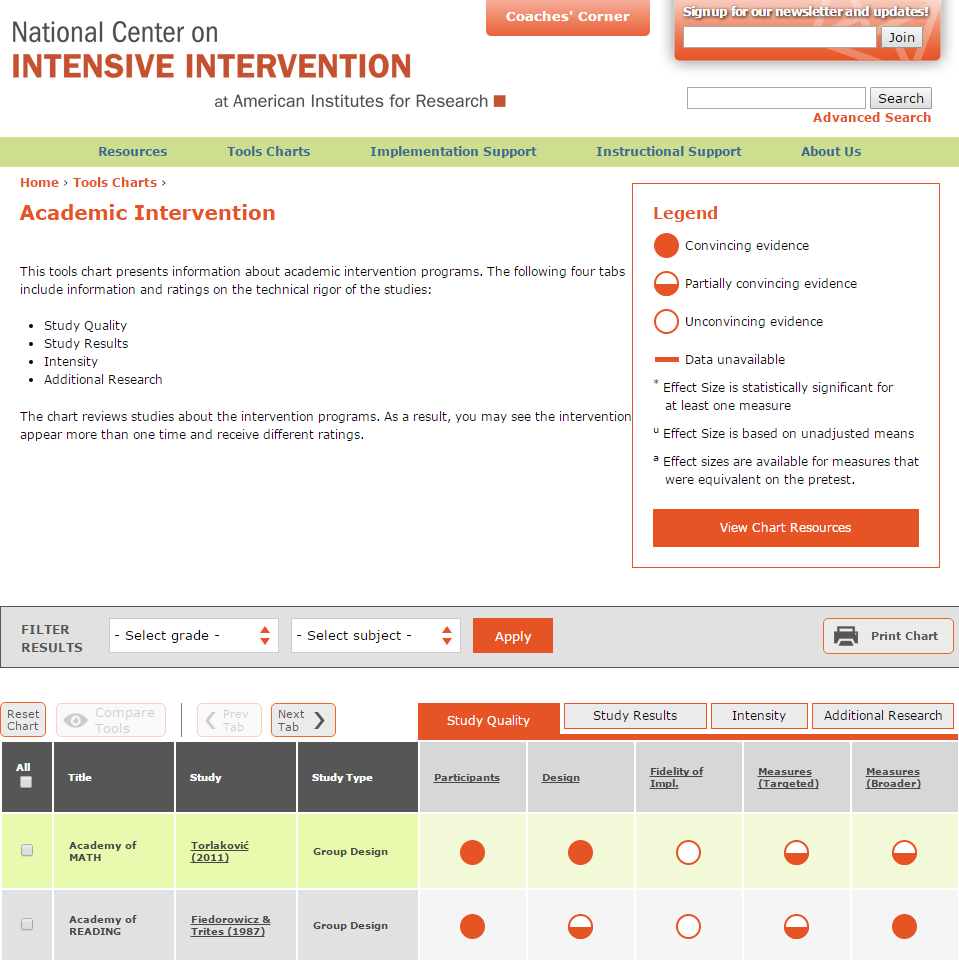 National Center on
INTENSIVE INTERVENTION
at American Institutes for Research
Coaches' Corner
Signup for our newsletter and updates!
Join
Search
Advanced Search
Resources Tools Charts Implementation Support Instructional Support About Us
Home › Tools Charts ›
Academic Intervention
This tools chart presents information about academic intervention programs. The following four tabs
include information and ratings on the technical rigor of the studies:
• Study Quality
• Study Results
• Intensity
• Additional Research
The chart reviews studies about the intervention programs. As a result, you may see the intervention
appear more than one time and receive different ratings.
Legend
Convincing evidence
Partially convincing evidence
Unconvincing evidence
Data unavailable
* Effect Size is statistically significant for
at least one measure
u Effect Size is based on unadjusted means
a Effect sizes are available for measures that
were equivalent on the pretest.
View Chart Resources
FILTER
RESULTS
- Select grade -
- Select subject -
Apply
Print Chart
Reset
Chart
Compare
Tools
Prev
Tab
Next
Tab
Study Quality
Study Results
Intensity
Additional Research
All
Title
Study
Study Type
Participants
Design
Fidelity of
Impl.
Measures
(Targeted)
Measures
(Broader)
Academy of
MATH
Torlaković
(2011)
Group Design
Academy of
READING
Fiedorowicz &
Trites (1987)
Group Design